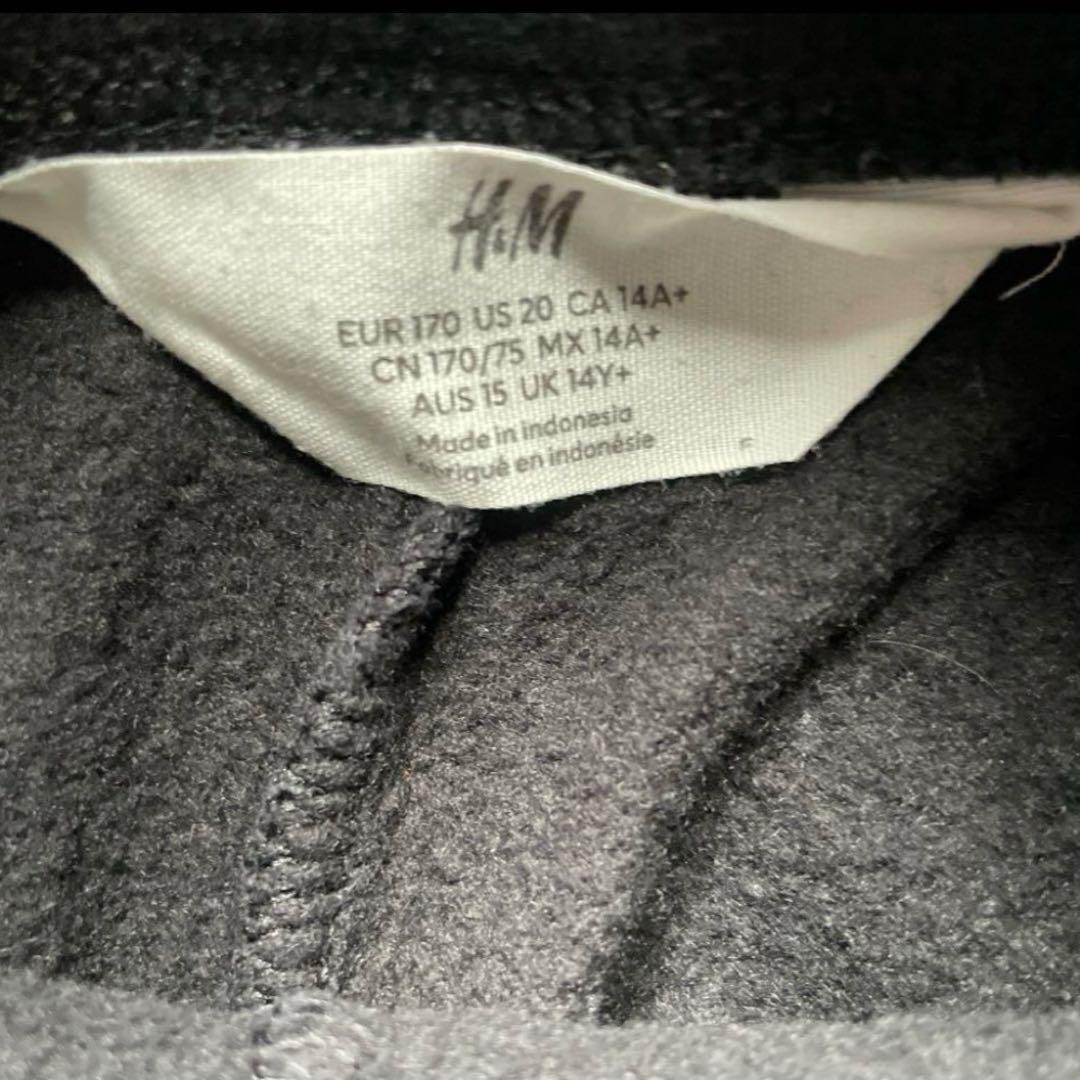 H&M
EUR 170 US 20 CA 14A+
CN 170/75 MX 14A+
AUS 15 UK 14Y+
Made in Indonesia
Fabriqué en indonésie
F